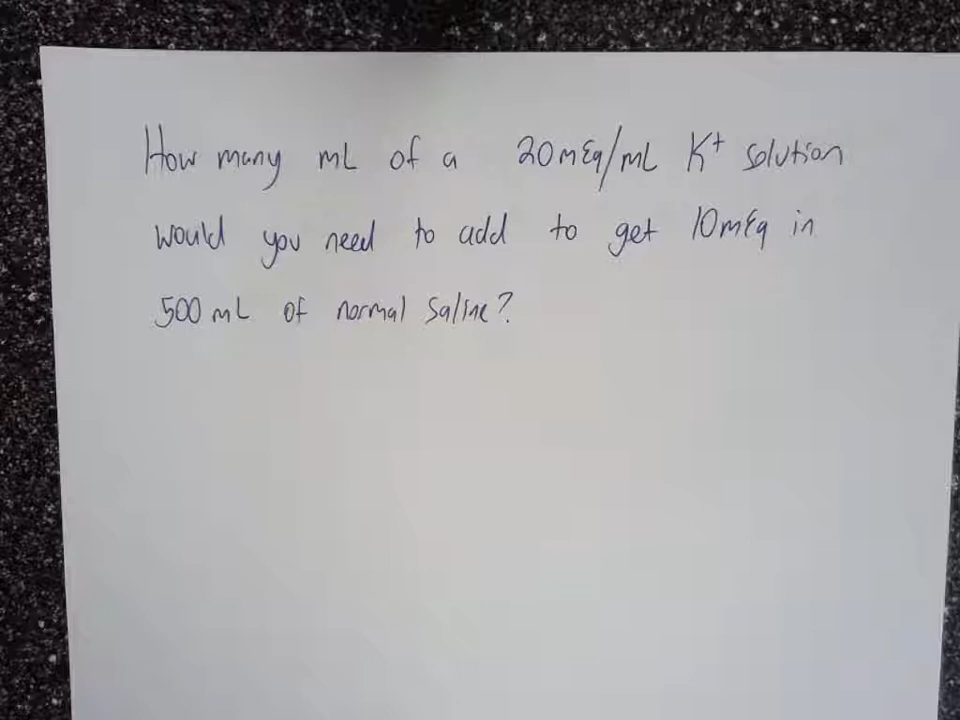 How many mL of a 20mEq/mL K+ solution
would you need to add to get 10mEq in
500 mL of normal saline?